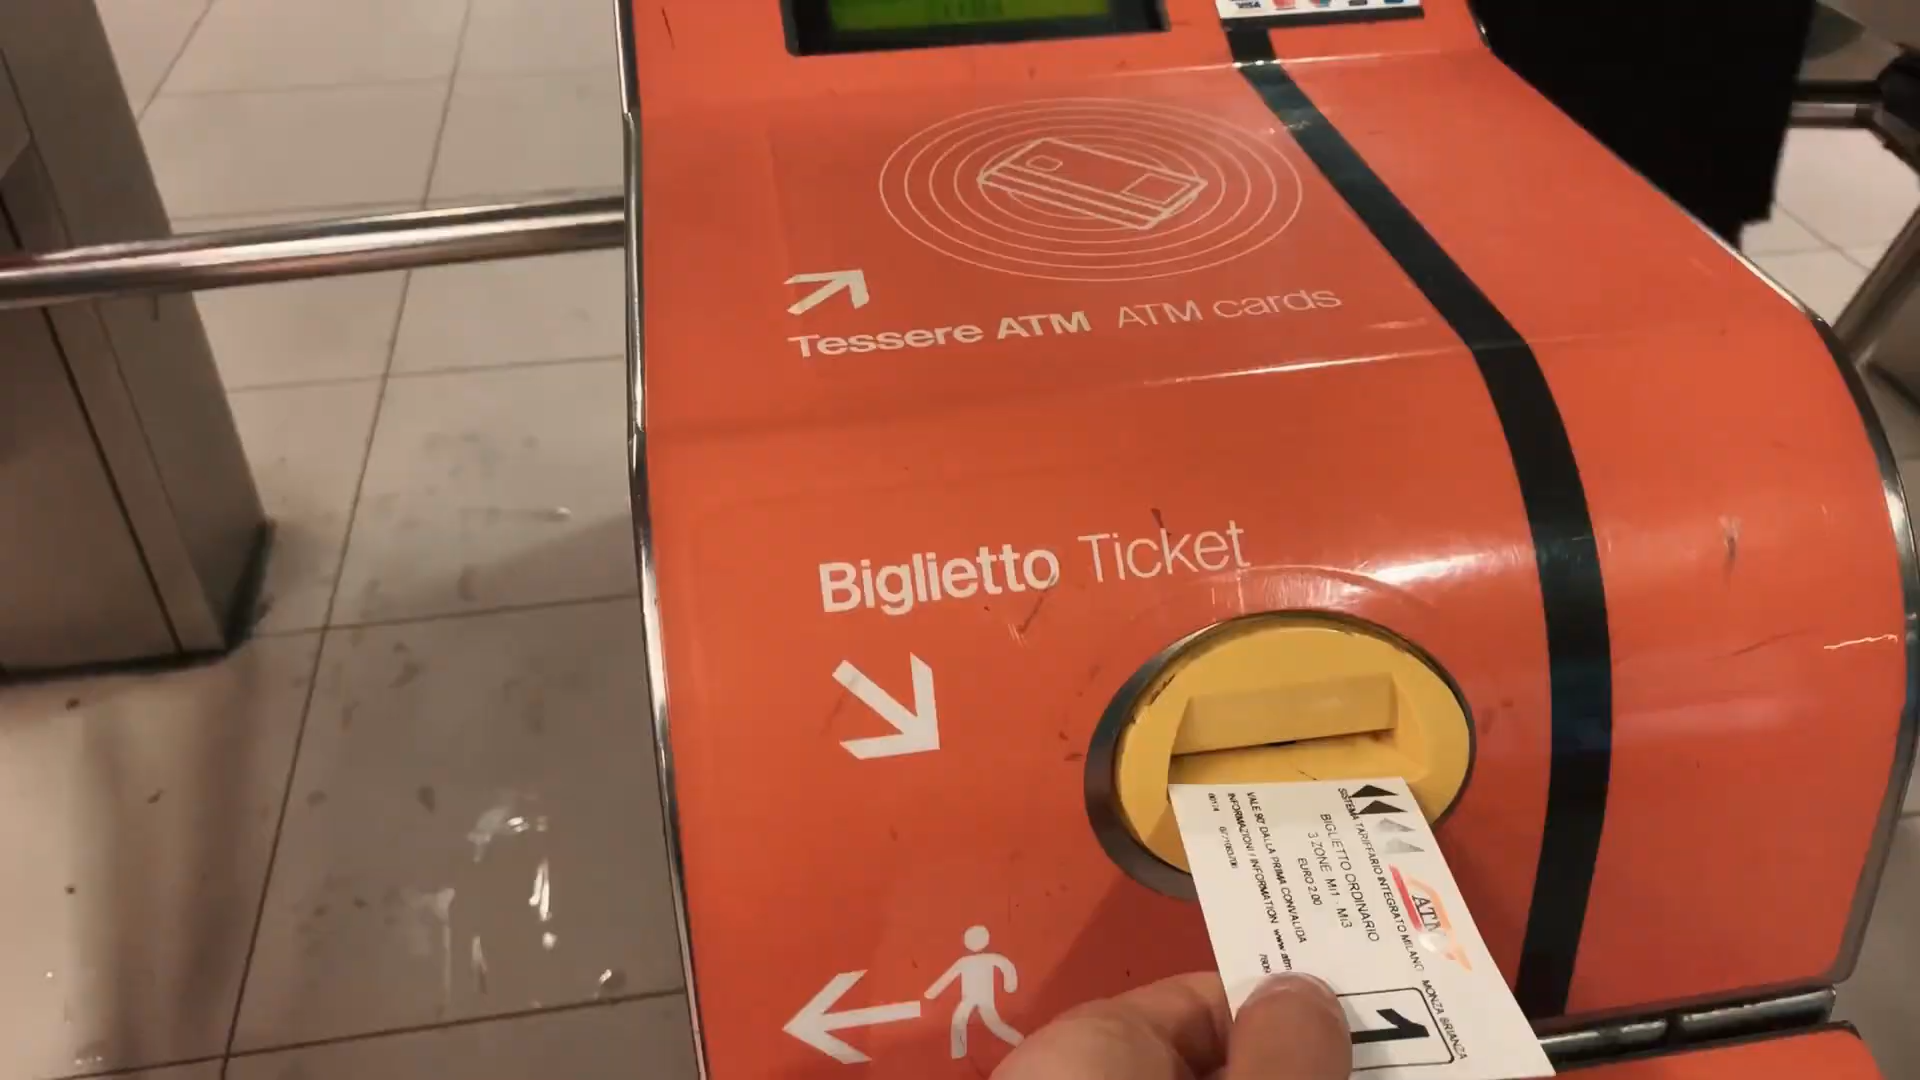 VISA
Tessere ATM ATM cards
Biglietto Ticket
SISTEMA TARIFFARIO INTEGRATO MILANO - MONZA BRIANZA
ATM
BIGLIETTO ORDINARIO
3 ZONE Mi1 - Mi3
EURO 2.00
VALE 90' DALLA PRIMA CONVALIDA
INFORMAZIONI / INFORMATION www.atm
1